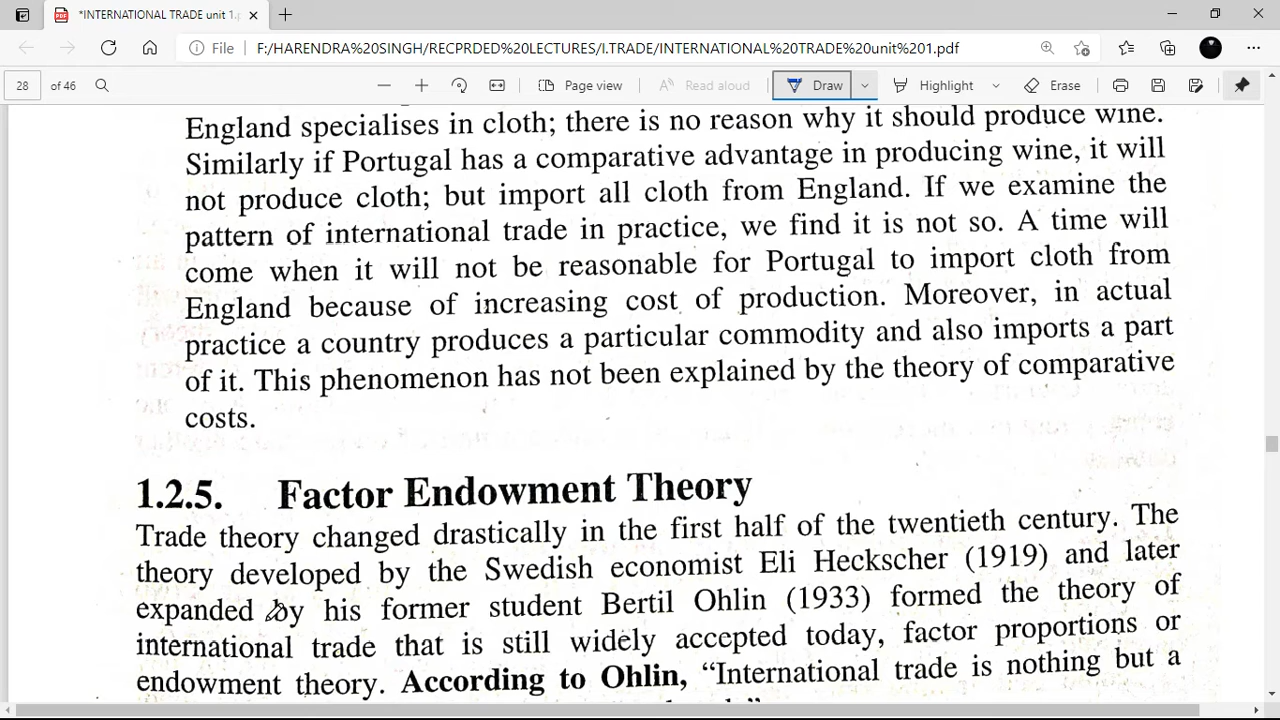 *INTERNATIONAL TRADE unit 1.p
File F:/HARENDRA%20SINGH/RECPRDED%20LECTURES/I.TRADE/INTERNATIONAL%20TRADE%20unit%201.pdf
28 of 46 Page view Read aloud Draw Highlight Erase
England specialises in cloth; there is no reason why it should produce wine.
Similarly if Portugal has a comparative advantage in producing wine, it will
not produce cloth; but import all cloth from England. If we examine the
pattern of international trade in practice, we find it is not so. A time will
come when it will not be reasonable for Portugal to import cloth from
England because of increasing cost of production. Moreover, in actual
practice a country produces a particular commodity and also imports a part
of it. This phenomenon has not been explained by the theory of comparative
costs.
1.2.5. Factor Endowment Theory
Trade theory changed drastically in the first half of the twentieth century. The
theory developed by the Swedish economist Eli Heckscher (1919) and later
expanded by his former student Bertil Ohlin (1933) formed the theory of
international trade that is still widely accepted today, factor proportions or
endowment theory. According to Ohlin, “International trade is nothing but a